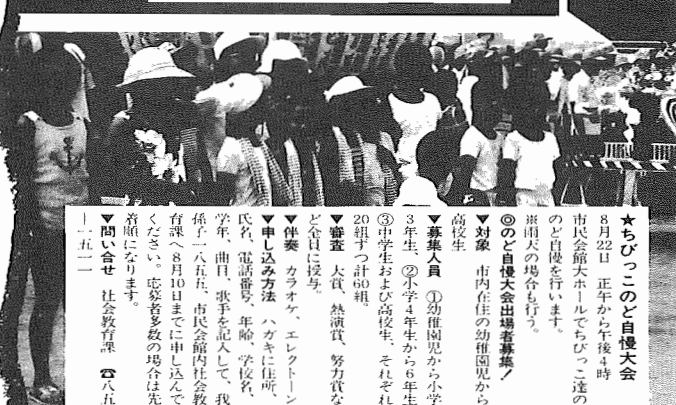 ★ちびっこのど自慢大会
8月22日　正午から午後4時
市民会館大ホールでちびっこ達の
のど自慢を行います。
※雨天の場合も行う。
◎のど自慢大会出場者募集！
▼対象　市内在住の幼稚園児から
高校生
▼募集人員　①幼稚園児から小学
3年生、②小学4年生から6年生
③中学生および高校生、それぞれ
20組ずつ計60組。
▼審査　大賞、熱演賞、努力賞な
ど全員に授与。
▼伴奏　カラオケ、エレクトーン
▼申し込み方法　ハガキに住所、
氏名、電話番号、年齢、学校名、
学年、曲目、歌手を記入して、我
孫子一八五五、市民会館内社会教
育課へ8月10日までに申し込んで
ください。応募者多数の場合は先
着順になります。
▼問い合せ　社会教育課　☎八五
―一五一一